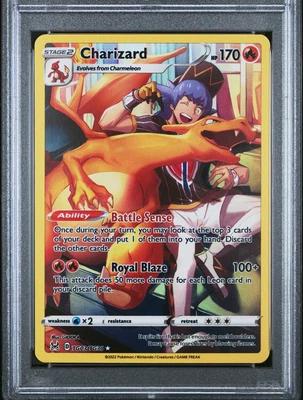 STAGE 2
Charizard
HP 170
Evolves from Charmeleon
Ability
Battle Sense
Once during your turn, you may look at the top 3 cards
of your deck and put 1 of them into your hand. Discard
the other cards.
Royal Blaze 100+
This attack does 50 more damage for each Leon card in
your discard pile.
weakness ×2 resistance retreat
©2022 Pokémon / Nintendo / Creatures / GAME FREAK